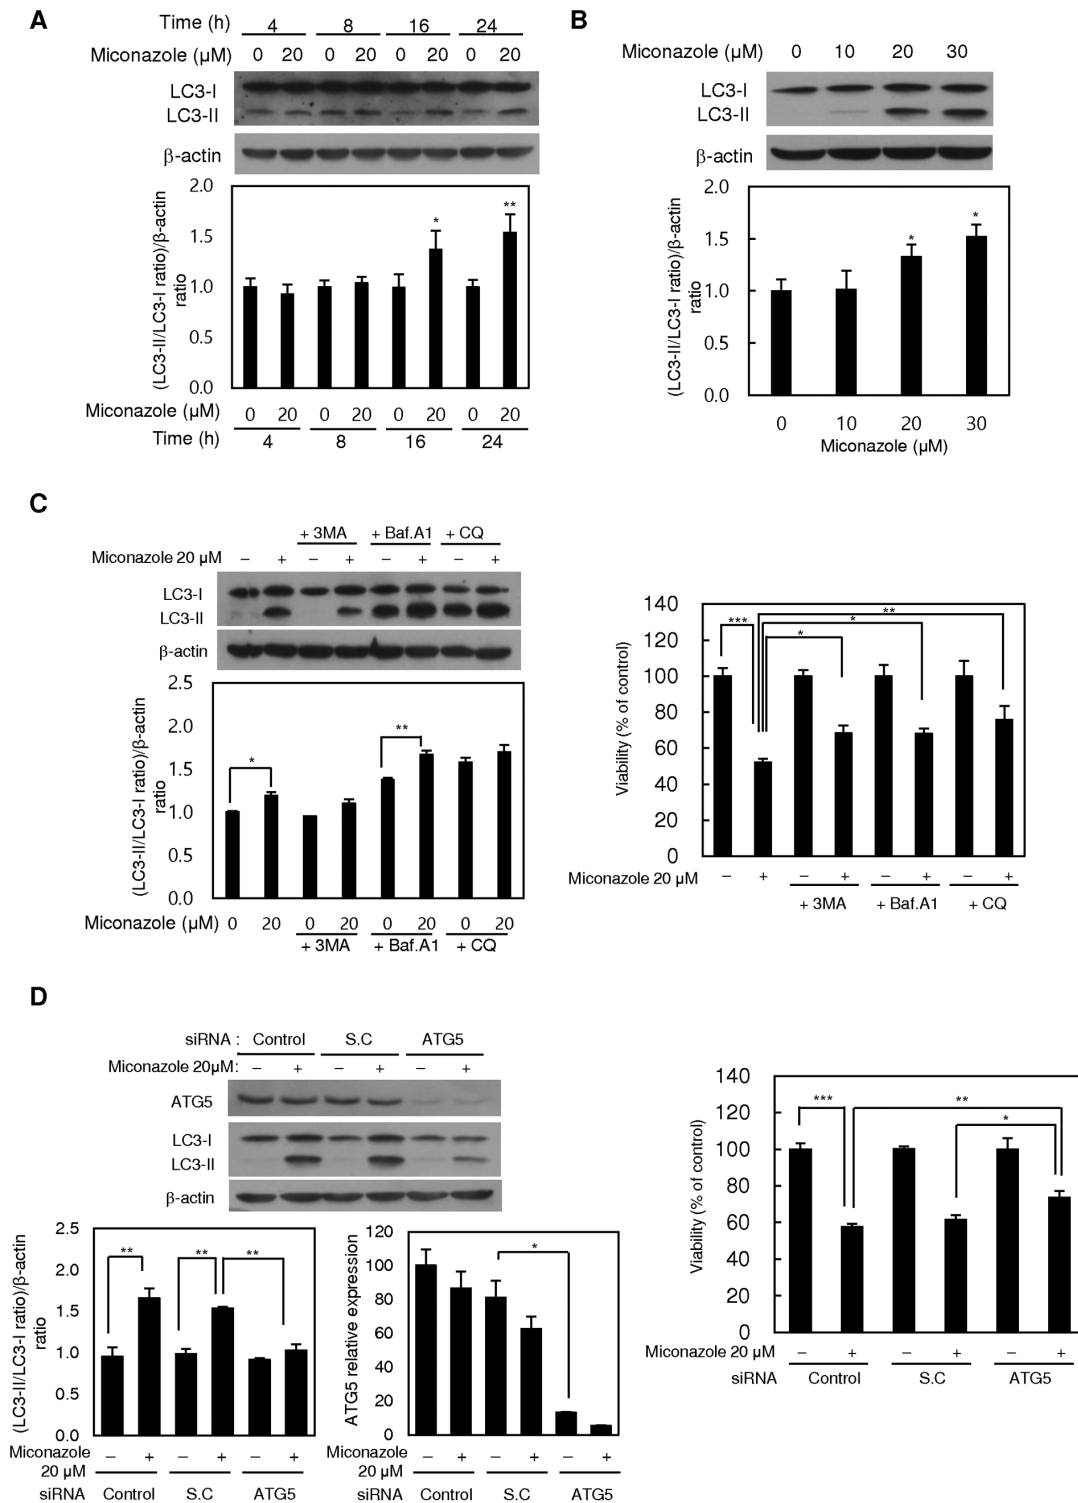 A
Time (h) 4 8 16 24
Miconazole (µM) 0 20 0 20 0 20 0 20
LC3-I
LC3-II
β-actin
(LC3-II/LC3-I ratio)/β-actin
ratio
2.0
1.5
1.0
0.5
0.0
* **
Miconazole (µM) 0 20 0 20 0 20 0 20
Time (h) 4 8 16 24
B
Miconazole (µM) 0 10 20 30
LC3-I
LC3-II
β-actin
(LC3-II/LC3-I ratio)/β-actin
ratio
2.0
1.5
1.0
0.5
0.0
* *
0 10 20 30
Miconazole (µM)
C
+ 3MA + Baf.A1 + CQ
Miconazole 20 µM − + − + − + − +
LC3-I
LC3-II
β-actin
(LC3-II/LC3-I ratio)/β-actin
ratio
2.5
2.0
1.5
1.0
0.5
0.0
* **
Miconazole (µM) 0 20 0 20 0 20 0 20
+ 3MA + Baf.A1 + CQ
Viability (% of control)
140
120
100
80
60
40
20
0
*** * * **
Miconazole 20 µM − + − + − + − +
+ 3MA + Baf.A1 + CQ
D
siRNA : Control S.C ATG5
Miconazole 20µM: − + − + − +
ATG5
LC3-I
LC3-II
β-actin
(LC3-II/LC3-I ratio)/β-actin
ratio
2.5
2.0
1.5
1.0
0.5
0.0
** ** **
Miconazole − + − + − +
20 µM
siRNA Control S.C ATG5
ATG5 relative expression
120
100
80
60
40
20
0
*
Miconazole − + − + − +
20 µM
siRNA Control S.C ATG5
Viability (% of control)
140
120
100
80
60
40
20
0
*** ** *
Miconazole 20 µM − + − + − +
siRNA Control S.C ATG5